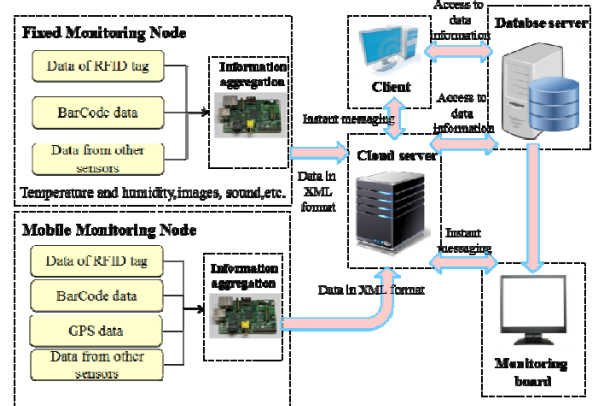 Fixed Monitoring Node
Data of RFID tag
BarCode data
Data from other
sensors
Information
aggregation
Temperature and humidity,images, sound,etc.
Mobile Monitoring Node
Data of RFID tag
BarCode data
GPS data
Data from other
sensors
Information
aggregation
Data in
XML
format
Data in XML format
Client
Instant messaging
Cloud server
Access to
data
information
Access to
data
information
Databse server
Instant
messaging
Monitoring
board